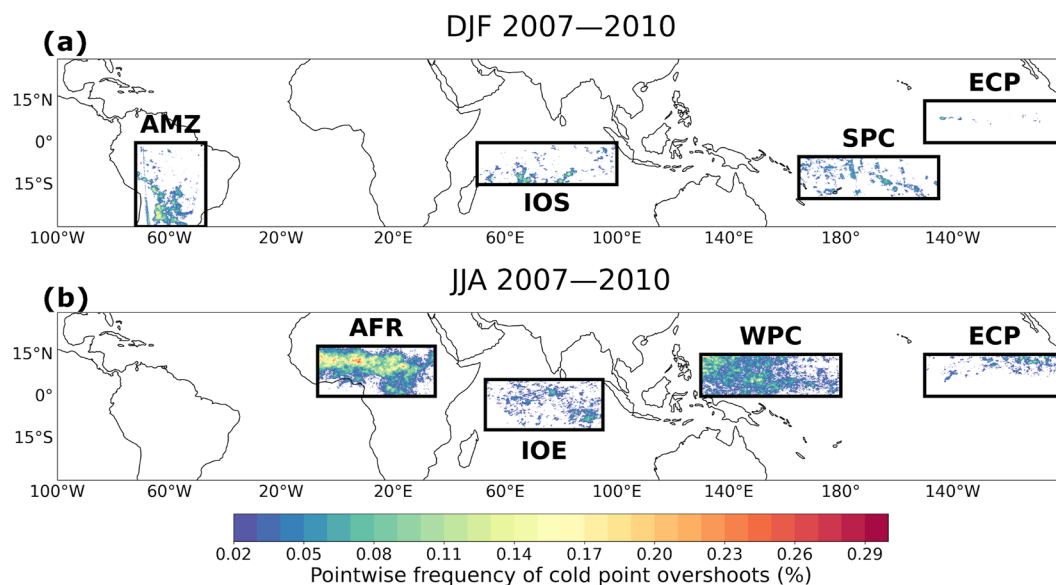 DJF 2007—2010
(a)
15°N
0°
15°S
AMZ
IOS
SPC
ECP
100°W 60°W 20°W 20°E 60°E 100°E 140°E 180° 140°W
JJA 2007—2010
(b)
15°N
0°
15°S
AFR
IOE
WPC
ECP
100°W 60°W 20°W 20°E 60°E 100°E 140°E 180° 140°W
0.02 0.05 0.08 0.11 0.14 0.17 0.20 0.23 0.26 0.29
Pointwise frequency of cold point overshoots (%)